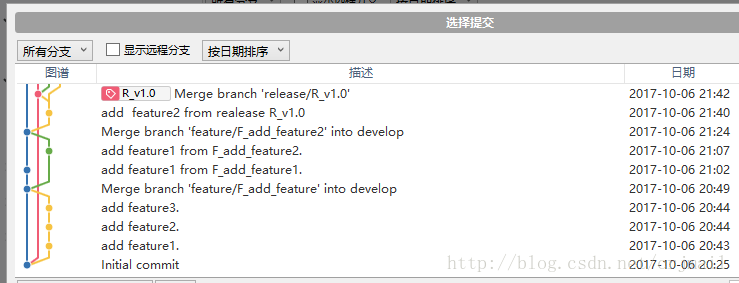 选择提交
所有分支 显示远程分支 按日期排序
图谱 描述 日期
R_v1.0 Merge branch 'release/R_v1.0' 2017-10-06 21:42
add feature2 from realease R_v1.0 2017-10-06 21:40
Merge branch 'feature/F_add_feature2' into develop 2017-10-06 21:24
add feature1 from F_add_feature2. 2017-10-06 21:07
add feature1 from F_add_feature1. 2017-10-06 21:02
Merge branch 'feature/F_add_feature' into develop 2017-10-06 20:49
add feature3. 2017-10-06 20:44
add feature2. 2017-10-06 20:44
add feature1. 2017-10-06 20:43
Initial commit 2017-10-06 20:25